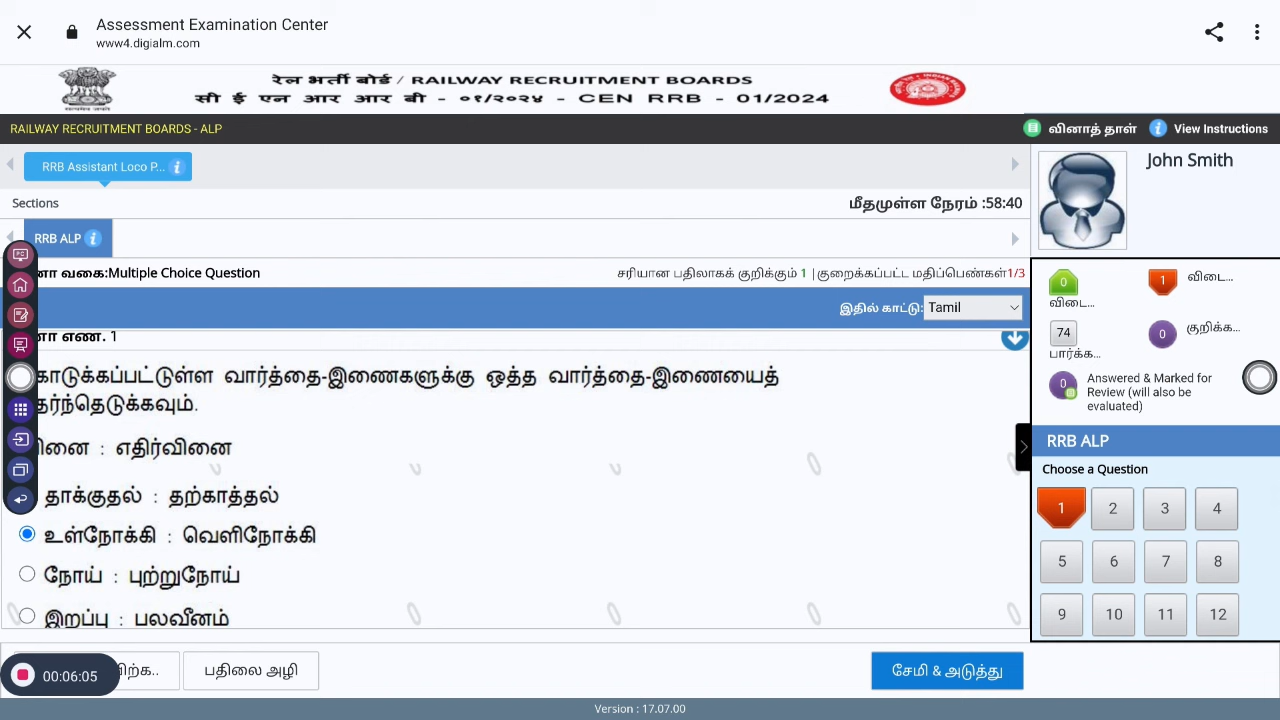 Assessment Examination Center
www4.digialm.com
रेल भर्ती बोर्ड / RAILWAY RECRUITMENT BOARDS
सी ई एन आर आर बी - ०१/२०२४ - CEN RRB - 01/2024
RAILWAY RECRUITMENT BOARDS - ALP
வினாத் தாள்
View Instructions
RRB Assistant Loco P...
John Smith
Sections
மீதமுள்ள நேரம் :58:40
RRB ALP
னா வகை:Multiple Choice Question
சரியான பதிலாகக் குறிக்கும் 1 |குறைக்கப்பட்ட மதிப்பெண்கள்1/3
இதில் காட்டு: Tamil
னா எண். 1
காடுக்கப்பட்டுள்ள வார்த்தை-இணைகளுக்கு ஒத்த வார்த்தை-இணையைத்
தர்ந்தெடுக்கவும்.
ினை : எதிர்வினை
தாக்குதல் : தற்காத்தல்
உள்நோக்கி : வெளிநோக்கி
நோய் : புற்றுநோய்
இறப்பு : பலவீனம்
0 விடை...
1 விடை...
74 பார்க்க...
0 குறிக்க...
0 Answered & Marked for
Review (will also be
evaluated)
RRB ALP
Choose a Question
1 2 3 4
5 6 7 8
9 10 11 12
00:06:05
பிற்க..
பதிலை அழி
சேமி & அடுத்து
Version : 17.07.00